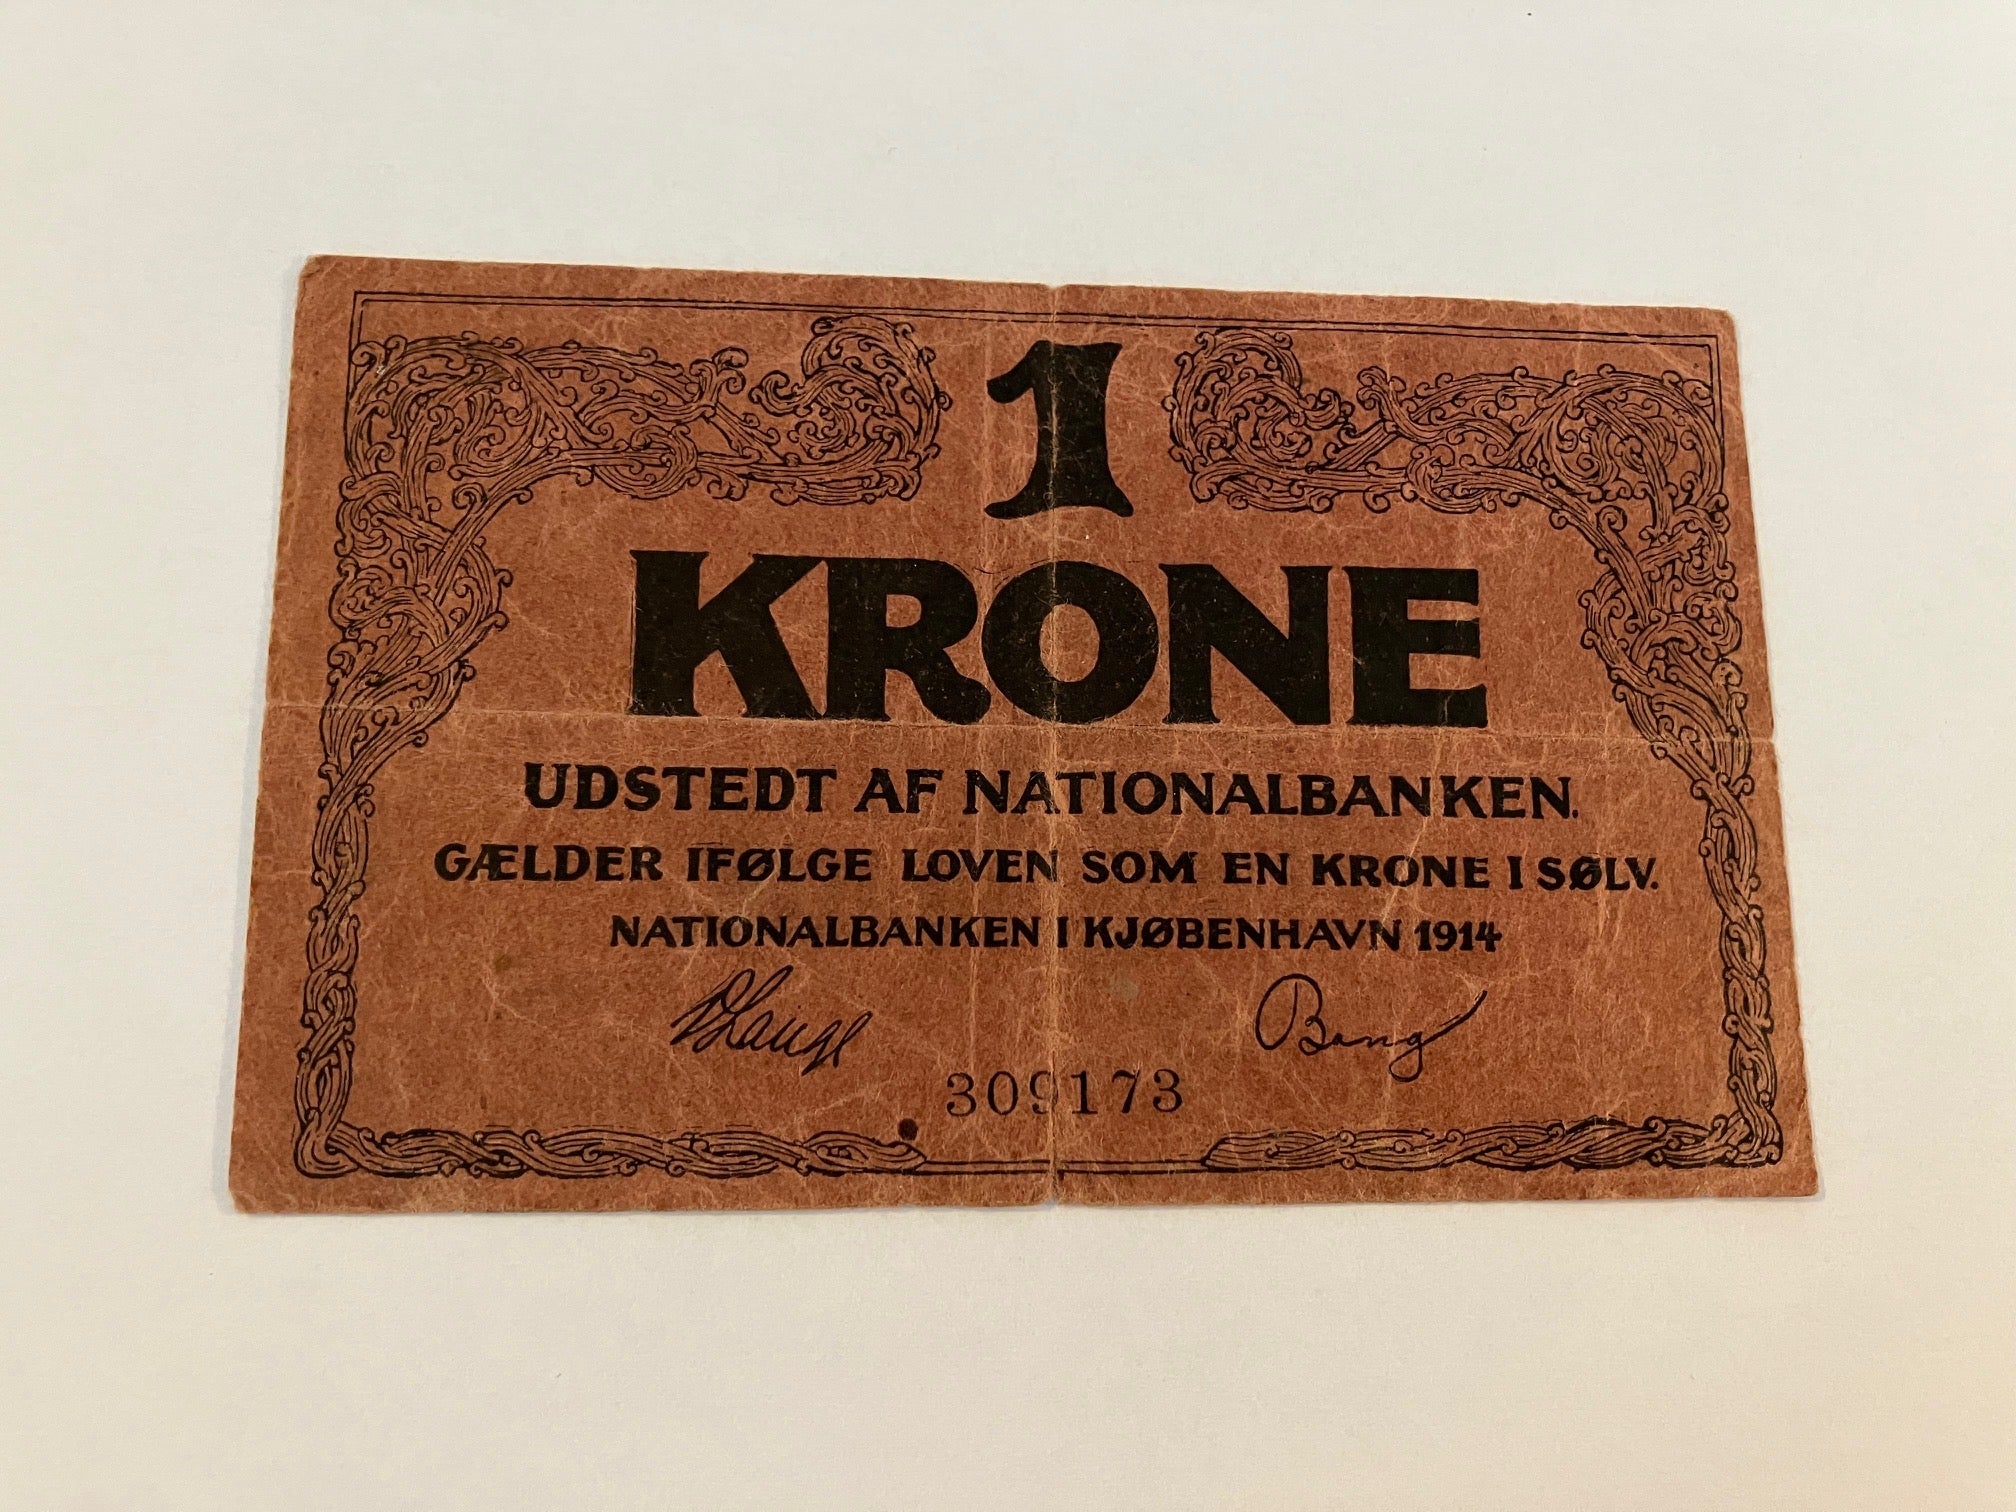 1
KRONE
UDSTEDT AF NATIONALBANKEN.
GÆLDER IFØLGE LOVEN SOM EN KRONE I SØLV.
NATIONALBANKEN I KJØBENHAVN 1914
Bang
309173